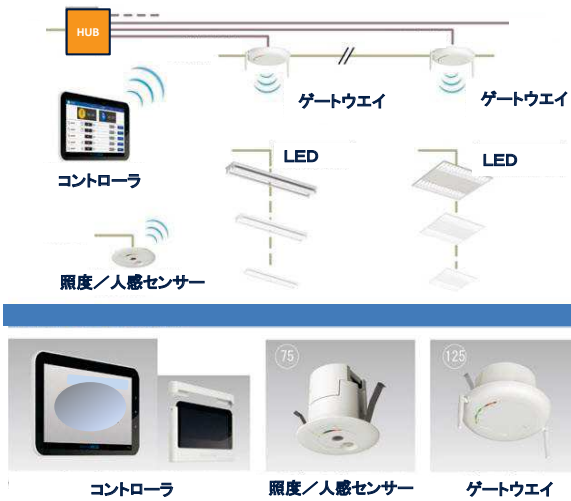 HUB
ゲートウエイ
ゲートウエイ
コントローラ
LED
LED
照度／人感センサー
75
125
コントローラ
照度／人感センサー
ゲートウエイ